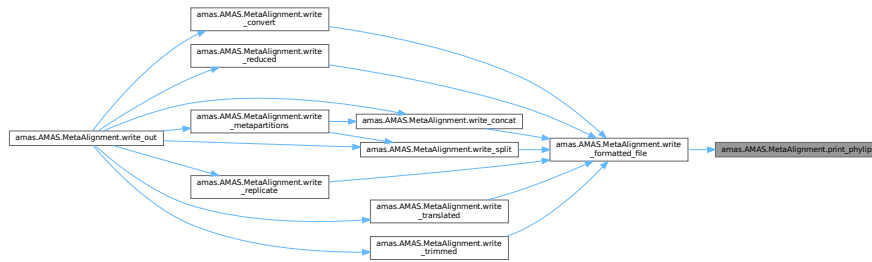 amas.AMAS.MetaAlignment.write
_convert
amas.AMAS.MetaAlignment.write
_reduced
amas.AMAS.MetaAlignment.write_out
amas.AMAS.MetaAlignment.write
_metapartitions
amas.AMAS.MetaAlignment.write_concat
amas.AMAS.MetaAlignment.write_split
amas.AMAS.MetaAlignment.write
_formatted_file
amas.AMAS.MetaAlignment.print_phylip
amas.AMAS.MetaAlignment.write
_replicate
amas.AMAS.MetaAlignment.write
_translated
amas.AMAS.MetaAlignment.write
_trimmed